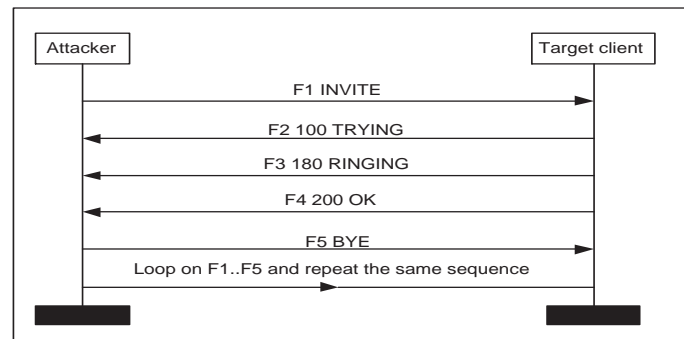 Attacker
Target client
F1 INVITE
F2 100 TRYING
F3 180 RINGING
F4 200 OK
F5 BYE
Loop on F1..F5 and repeat the same sequence